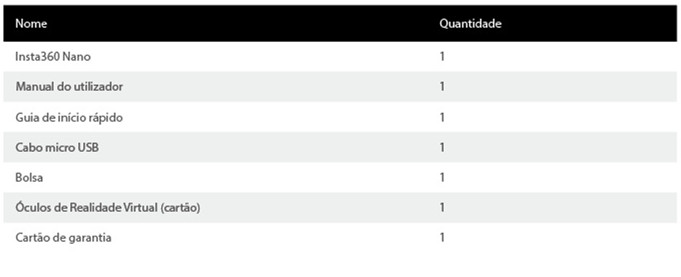 Nome Quantidade
Insta360 Nano 1
Manual do utilizador 1
Guia de início rápido 1
Cabo micro USB 1
Bolsa 1
Óculos de Realidade Virtual (cartão) 1
Cartão de garantia 1